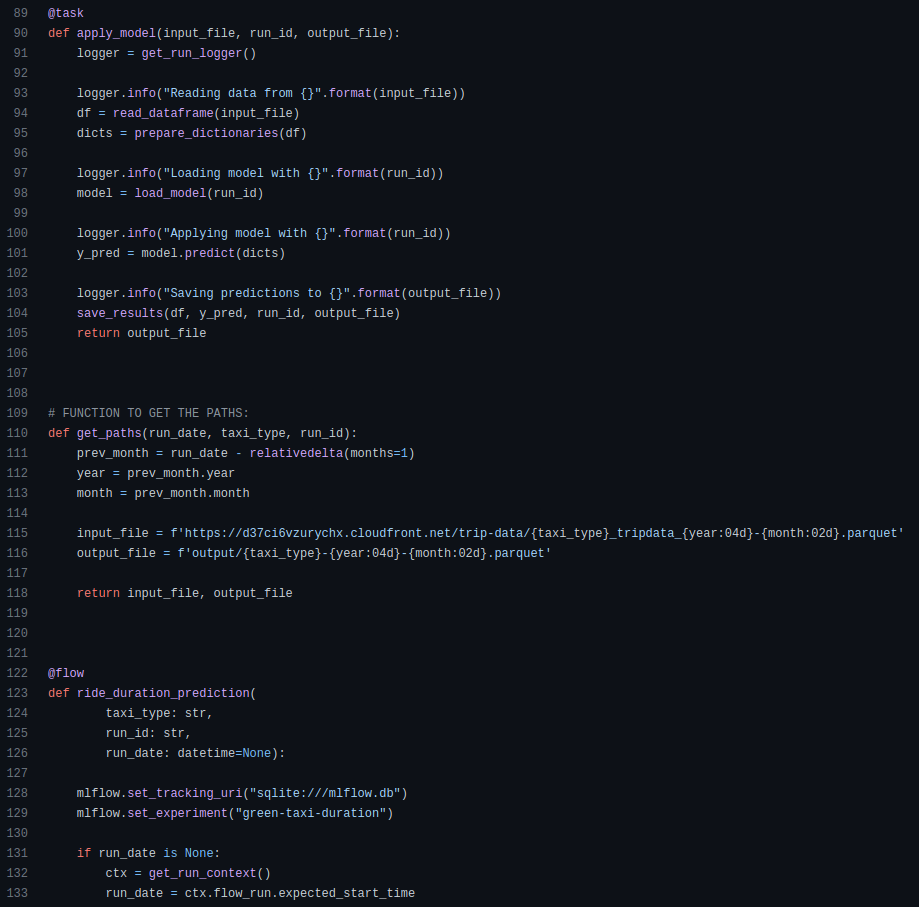 89 @task
90 def apply_model(input_file, run_id, output_file):
91     logger = get_run_logger()
92
93     logger.info("Reading data from {}".format(input_file))
94     df = read_dataframe(input_file)
95     dicts = prepare_dictionaries(df)
96
97     logger.info("Loading model with {}".format(run_id))
98     model = load_model(run_id)
99
100     logger.info("Applying model with {}".format(run_id))
101     y_pred = model.predict(dicts)
102
103     logger.info("Saving predictions to {}".format(output_file))
104     save_results(df, y_pred, run_id, output_file)
105     return output_file
106
107
108
109 # FUNCTION TO GET THE PATHS:
110 def get_paths(run_date, taxi_type, run_id):
111     prev_month = run_date - relativedelta(months=1)
112     year = prev_month.year
113     month = prev_month.month
114
115     input_file = f'https://d37ci6vzurychx.cloudfront.net/trip-data/{taxi_type}_tripdata_{year:04d}-{month:02d}.parquet'
116     output_file = f'output/{taxi_type}-{year:04d}-{month:02d}.parquet'
117
118     return input_file, output_file
119
120
121
122 @flow
123 def ride_duration_prediction(
124         taxi_type: str,
125         run_id: str,
126         run_date: datetime=None):
127
128     mlflow.set_tracking_uri("sqlite:///mlflow.db")
129     mlflow.set_experiment("green-taxi-duration")
130
131     if run_date is None:
132         ctx = get_run_context()
133         run_date = ctx.flow_run.expected_start_time